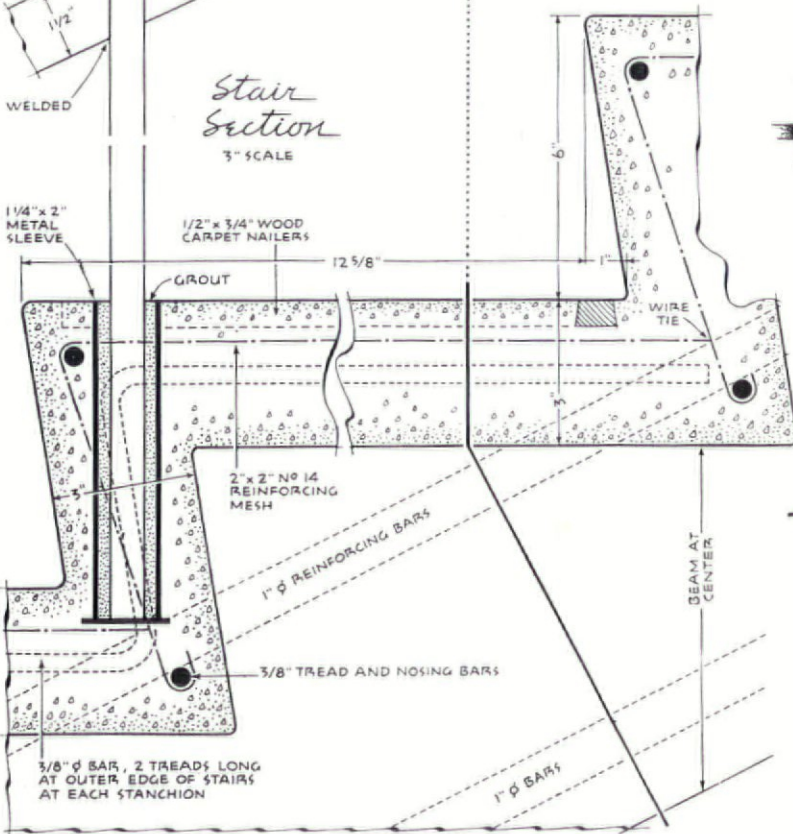 1 1/2"
WELDED
Stair
Section
3" SCALE
6"
1 1/4" x 2"
METAL
SLEEVE
1/2" x 3/4" WOOD
CARPET NAILERS
12 5/8"
1"
GROUT
WIRE
TIE
3"
3"
2" x 2" Nº 14
REINFORCING
MESH
1" Ø REINFORCING BARS
BEAM AT
CENTER
3/8" TREAD AND NOSING BARS
3/8" Ø BAR, 2 TREADS LONG
AT OUTER EDGE OF STAIRS
AT EACH STANCHION
1" Ø BARS